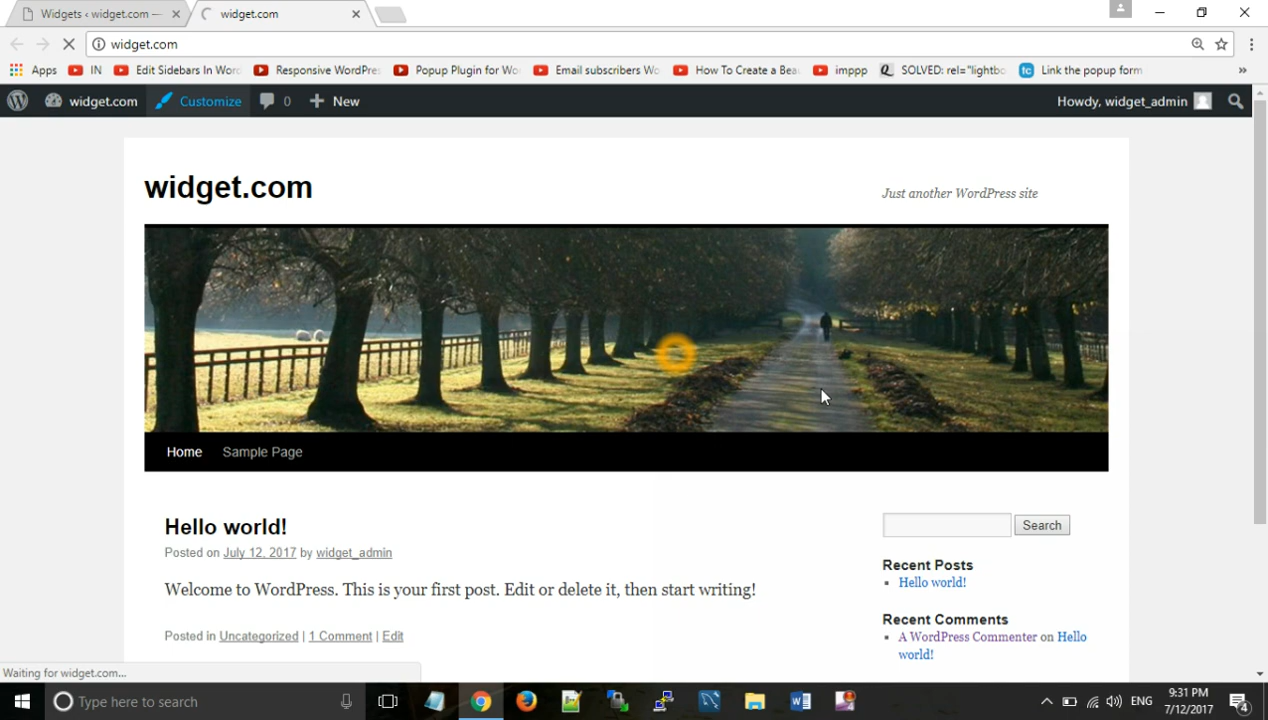 Widgets ‹ widget.com —
widget.com
widget.com
Apps
IN
Edit Sidebars In Word
Responsive WordPres
Popup Plugin for Wo
Email subscribers Wo
How To Create a Beau
imppp
SOLVED: rel="lightbo
Link the popup form
»
widget.com
Customize
0
New
Howdy, widget_admin
widget.com
Just another WordPress site
Home
Sample Page
Hello world!
Posted on July 12, 2017 by widget_admin
Welcome to WordPress. This is your first post. Edit or delete it, then start writing!
Posted in Uncategorized | 1 Comment | Edit
Search
Recent Posts
Hello world!
Recent Comments
A WordPress Commenter on Hello
world!
Waiting for widget.com...
Type here to search
ENG
9:31 PM
7/12/2017
4